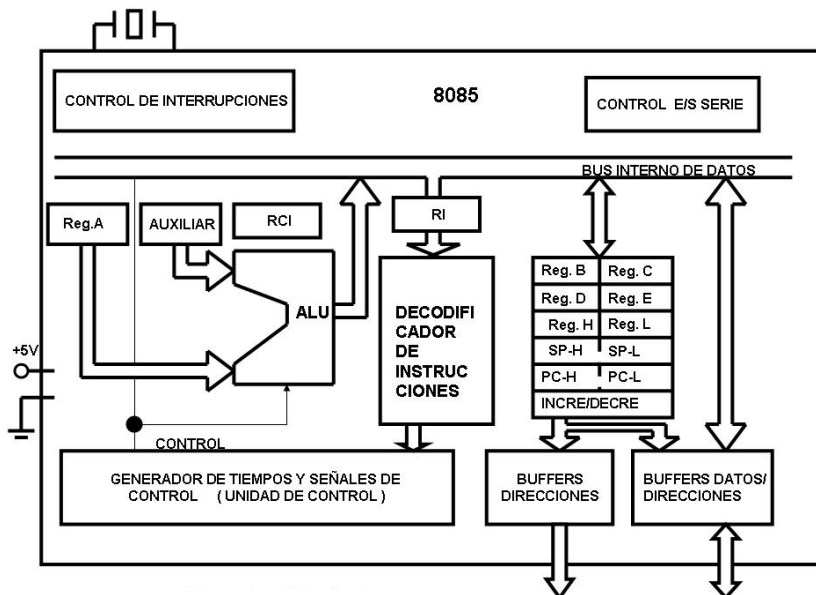 CONTROL DE INTERRUPCIONES
8085
CONTROL E/S SERIE
BUS INTERNO DE DATOS
Reg.A
AUXILIAR
RCI
RI
ALU
DECODIFI
CADOR
DE
INSTRUC
CIONES
Reg. B
Reg. C
Reg. D
Reg. E
Reg. H
Reg. L
SP-H
SP-L
PC-H
PC-L
INCRE/DECRE
+5V
CONTROL
GENERADOR DE TIEMPOS Y SEÑALES DE
CONTROL ( UNIDAD DE CONTROL )
BUFFERS
DIRECCIONES
BUFFERS DATOS/
DIRECCIONES